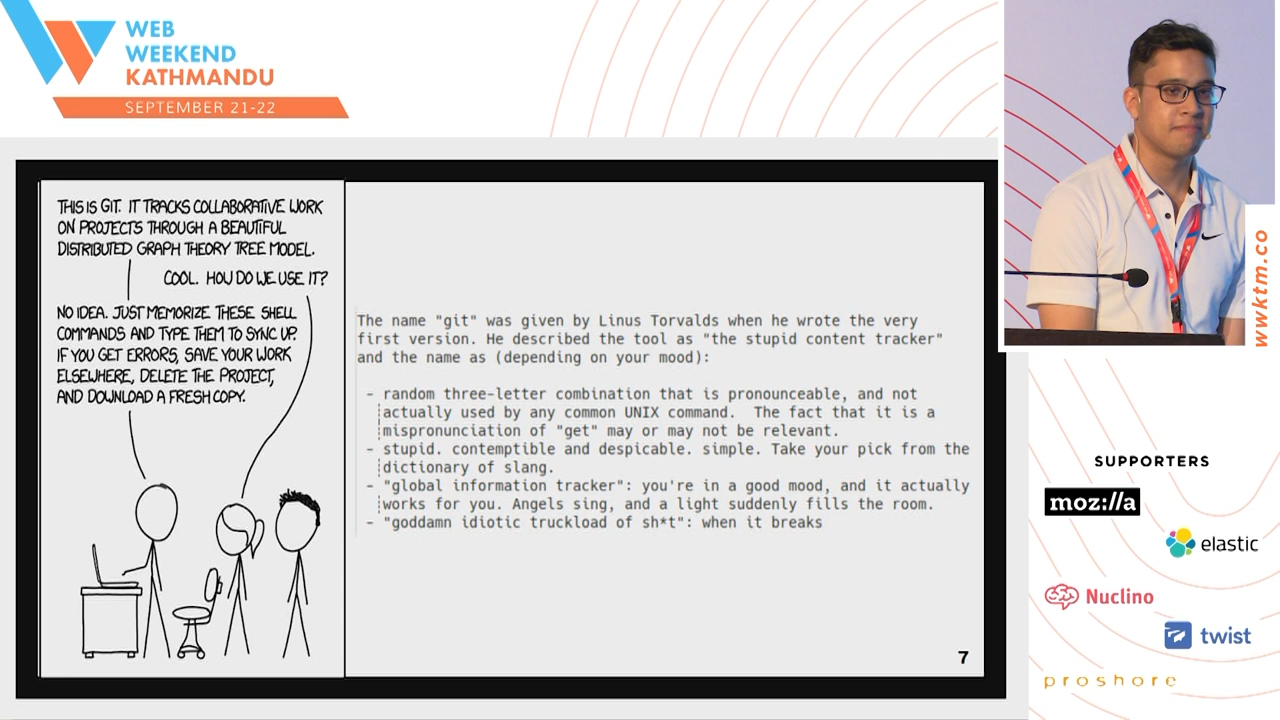 WEB
WEEKEND
KATHMANDU
SEPTEMBER 21-22
THIS IS GIT. IT TRACKS COLLABORATIVE WORK
ON PROJECTS THROUGH A BEAUTIFUL
DISTRIBUTED GRAPH THEORY TREE MODEL.
COOL. HOU DO WE USE IT?
NO IDEA. JUST MEMORIZE THESE SHELL
COMMANDS AND TYPE THEM TO SYNC UP.
IF YOU GET ERRORS, SAVE YOUR WORK
ELSEWHERE, DELETE THE PROJECT,
AND DOWNLOAD A FRESH COPY.
The name "git" was given by Linus Torvalds when he wrote the very
first version. He described the tool as "the stupid content tracker"
and the name as (depending on your mood):
- random three-letter combination that is pronounceable, and not
actually used by any common UNIX command.  The fact that it is a
mispronunciation of "get" may or may not be relevant.
- stupid. contemptible and despicable. simple. Take your pick from the
dictionary of slang.
- "global information tracker": you're in a good mood, and it actually
works for you. Angels sing, and a light suddenly fills the room.
- "goddamn idiotic truckload of sh*t": when it breaks
7
www.wwktm.co
SUPPORTERS
moz://a
elastic
Nuclino
twist
proshore